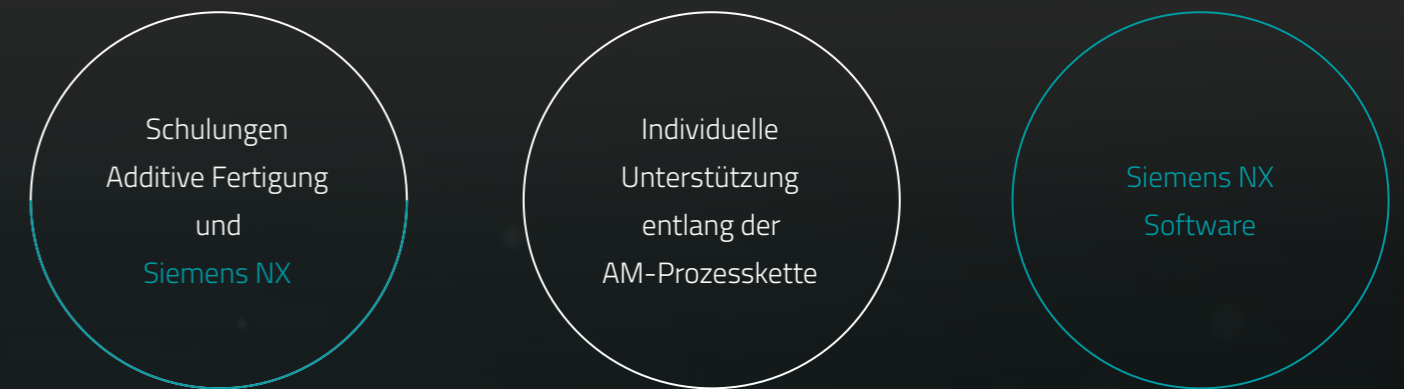 Schulungen
Additive Fertigung
und
Siemens NX
Individuelle
Unterstützung
entlang der
AM-Prozesskette
Siemens NX
Software